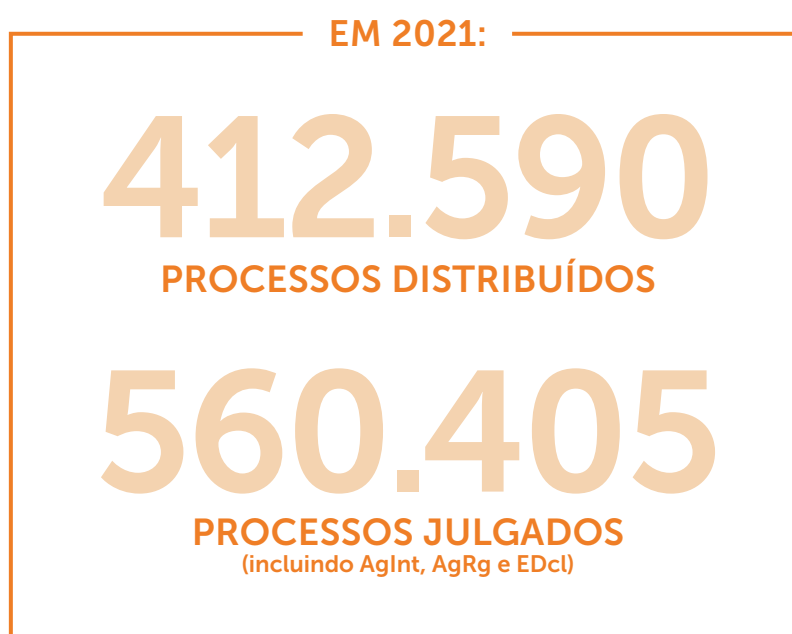 EM 2021:
412.590
PROCESSOS DISTRIBUÍDOS
560.405
PROCESSOS JULGADOS
(incluindo AgInt, AgRg e EDcl)